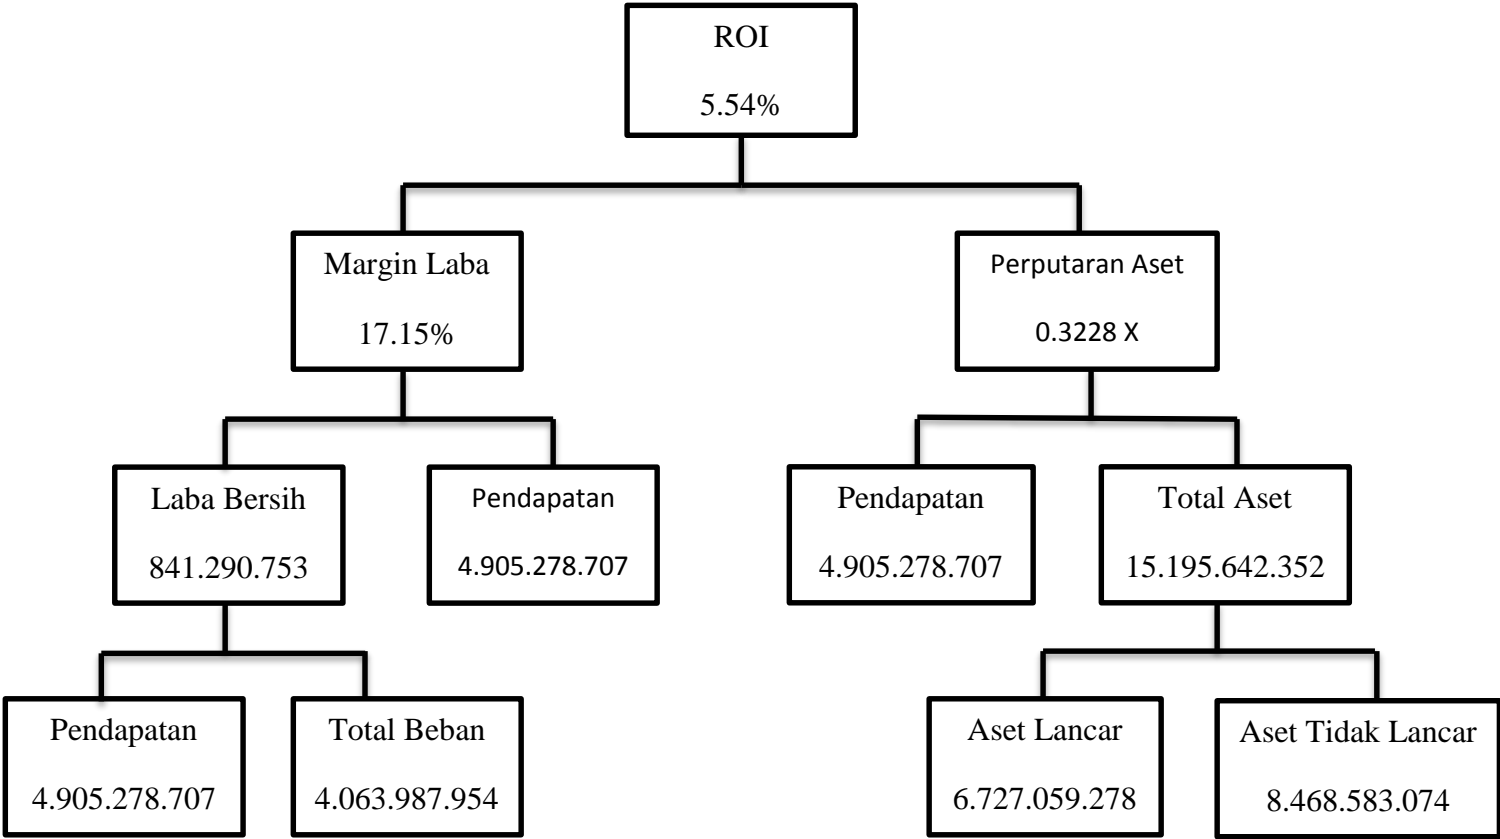 ROI
5.54%
Margin Laba
17.15%
Perputaran Aset
0.3228 X
Laba Bersih
841.290.753
Pendapatan
4.905.278.707
Pendapatan
4.905.278.707
Total Aset
15.195.642.352
Pendapatan
4.905.278.707
Total Beban
4.063.987.954
Aset Lancar
6.727.059.278
Aset Tidak Lancar
8.468.583.074